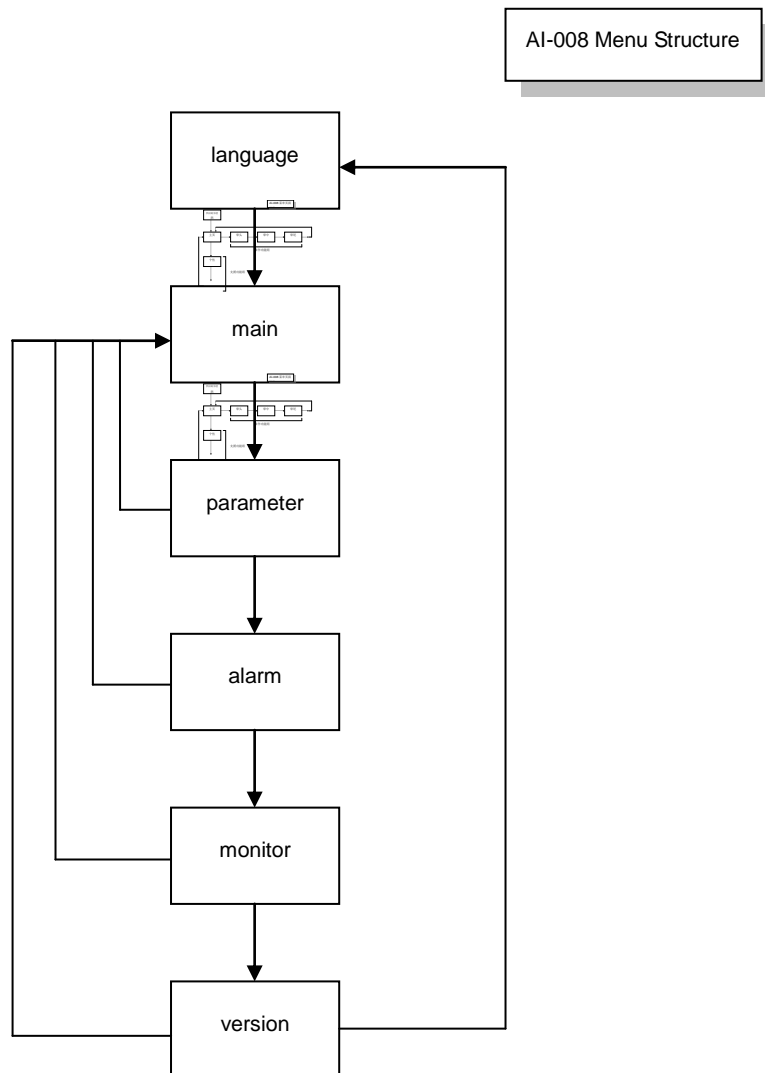 AI-008 Menu Structure
language
main
parameter
alarm
monitor
version